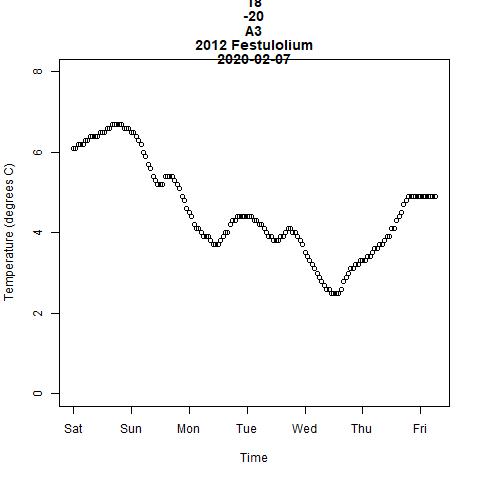 18
-20
A3
2012 Festulolium
2020-02-07
8
6
4
2
0
Temperature (degrees C)
Sat Sun Mon Tue Wed Thu Fri
Time